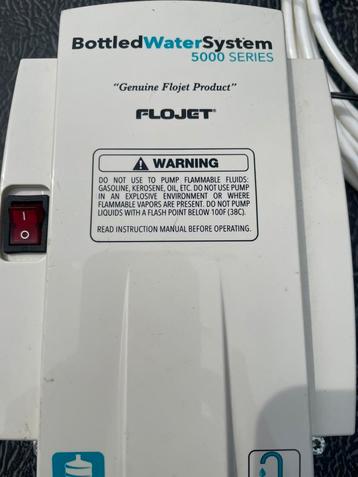 BottledWaterSystem
5000 SERIES
"Genuine Flojet Product"
FLOJET®
WARNING
DO NOT USE TO PUMP FLAMMABLE FLUIDS:
GASOLINE, KEROSENE, OIL, ETC. DO NOT USE PUMP
IN AN EXPLOSIVE ENVIRONMENT OR WHERE
FLAMMABLE VAPORS ARE PRESENT. DO NOT PUMP
LIQUIDS WITH A FLASH POINT BELOW 100F (38C).
READ INSTRUCTION MANUAL BEFORE OPERATING.
I
O